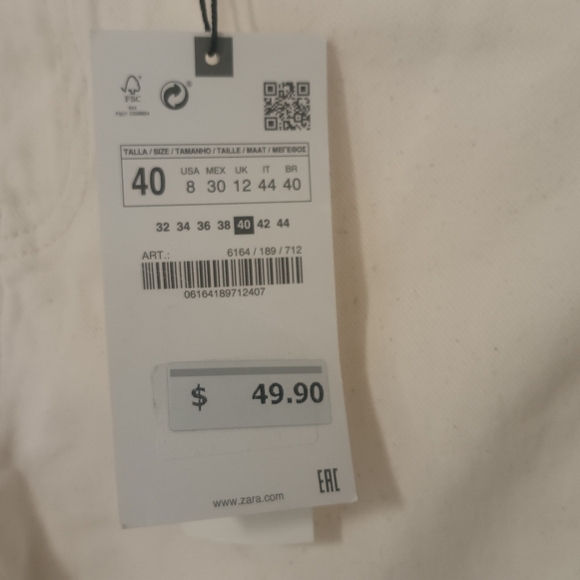 FSC
TALLA / SIZE / TAMANHO / TAILLE / MAAT / ΜΕΓΕΘΟΣ
40
USA MEX UK IT BR
8 30 12 44 40
32 34 36 38 40 42 44
ART.: 6164 / 189 / 712
06164189712407
$ 49.90
EAC
www.zara.com